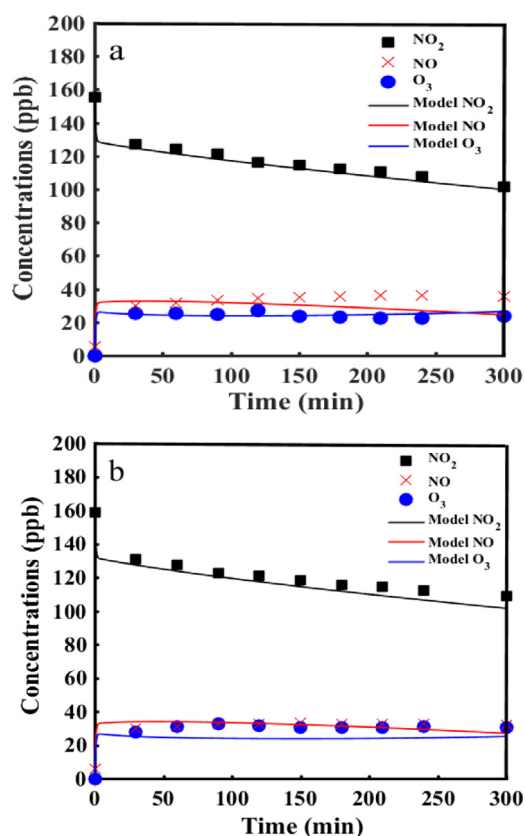 a
200
180
160
140
120
100
80
60
40
20
0
Concentrations (ppb)
NO₂
NO
O₃
Model NO₂
Model NO
Model O₃
0 50 100 150 200 250 300
Time (min)
b
200
180
160
140
120
100
80
60
40
20
0
Concentrations (ppb)
NO₂
NO
O₃
Model NO₂
Model NO
Model O₃
0 50 100 150 200 250 300
Time (min)